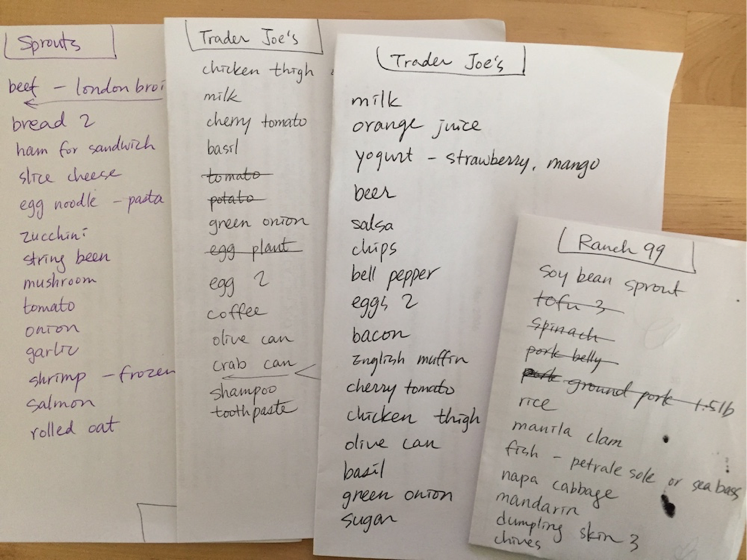 Sprouts
beef - london broi
bread 2
ham for sandwich
slice cheese
egg noodle - pasta
zucchini
string been
mushroom
tomato
onion
garlic
shrimp - frozen
salmon
rolled oat
Trader Joe's
chicken thigh
milk
cherry tomato
basil
tomato
potato
green onion
egg plant
egg 2
coffee
olive can
crab can
shampoo
toothpaste
Trader Joe's
milk
orange juice
yogurt - strawberry, mango
beer
salsa
chips
bell pepper
eggs 2
bacon
English muffin
cherry tomato
chicken thigh
olive can
basil
green onion
sugar
Ranch 99
soy bean sprout
tofu 3
spinach
pork belly
pork ground pork 1.5lb
rice
manila clam
fish - petrale sole or sea bass
napa cabbage
mandarin
dumpling skin 3
chives